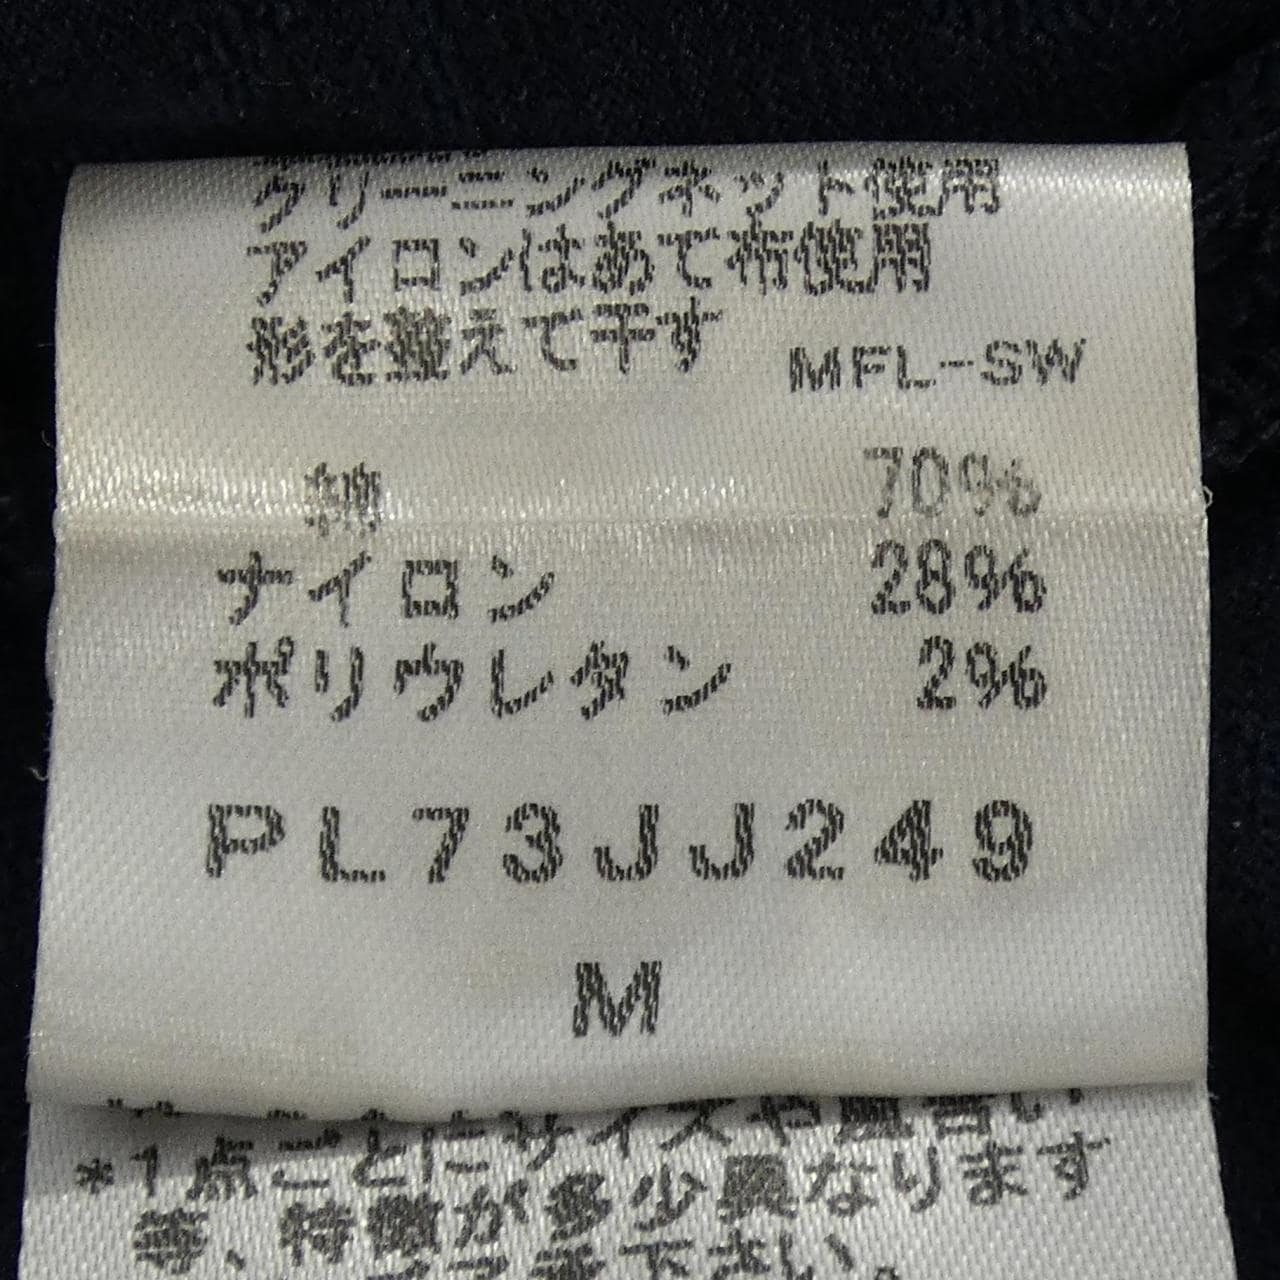 クリーニングネット使用
アイロンはあて布使用
形を整えて干す
MFL-SW
綿 70%
ナイロン 28%
ポリウレタン 2%
PL73JJ249
M
*1点ごとにサイズや風合い
等、特徴が多少異なります
下さい。